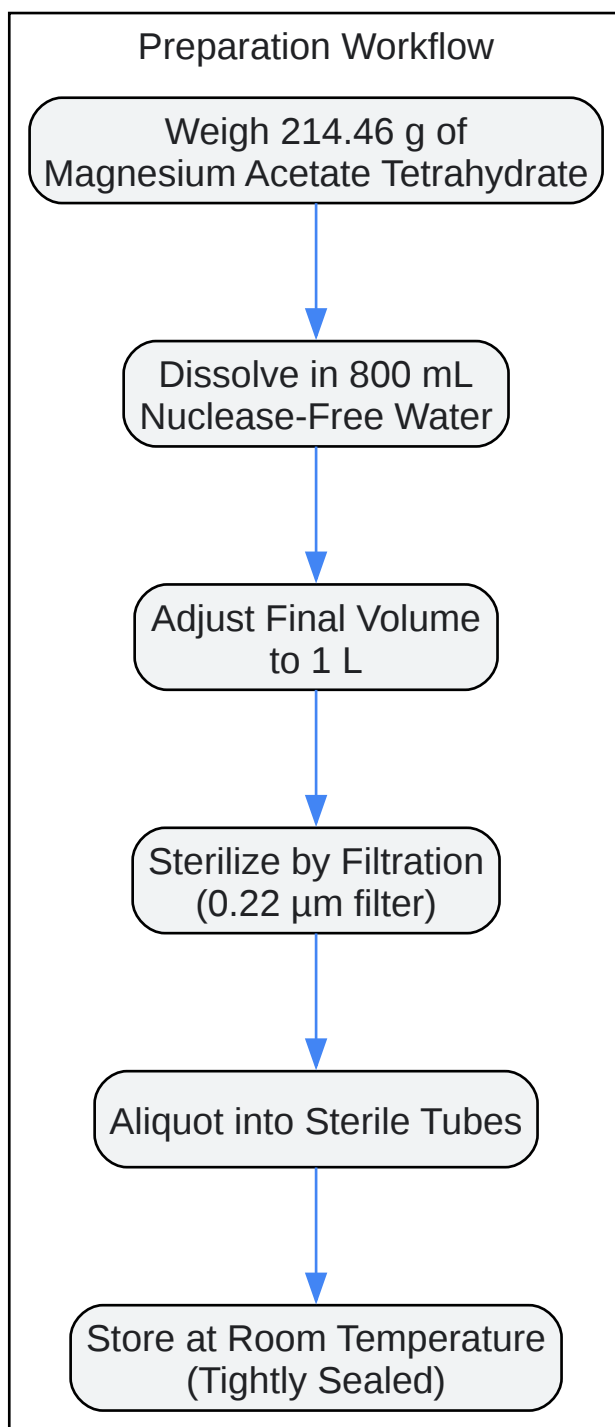 Preparation Workflow
Weigh 214.46 g of
Magnesium Acetate Tetrahydrate
Dissolve in 800 mL
Nuclease-Free Water
Adjust Final Volume
to 1 L
Sterilize by Filtration
(0.22 µm filter)
Aliquot into Sterile Tubes
Store at Room Temperature
(Tightly Sealed)